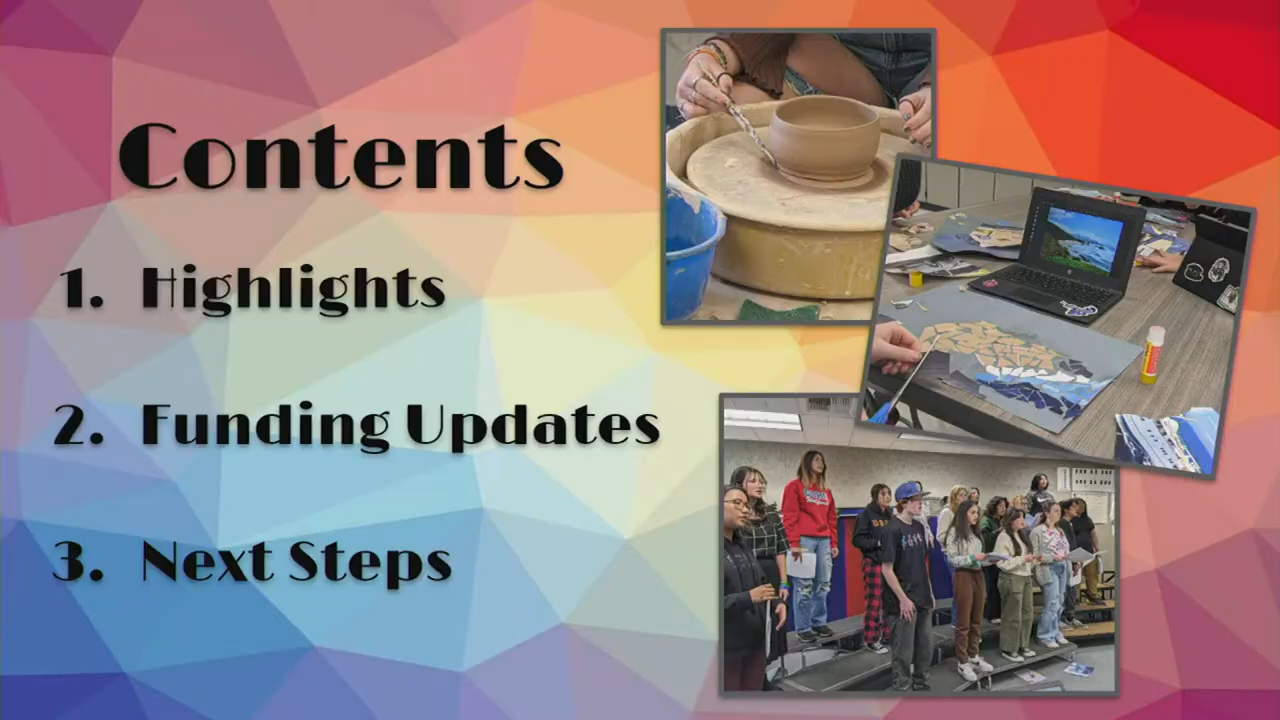 Contents
1. Highlights
2. Funding Updates
3. Next Steps